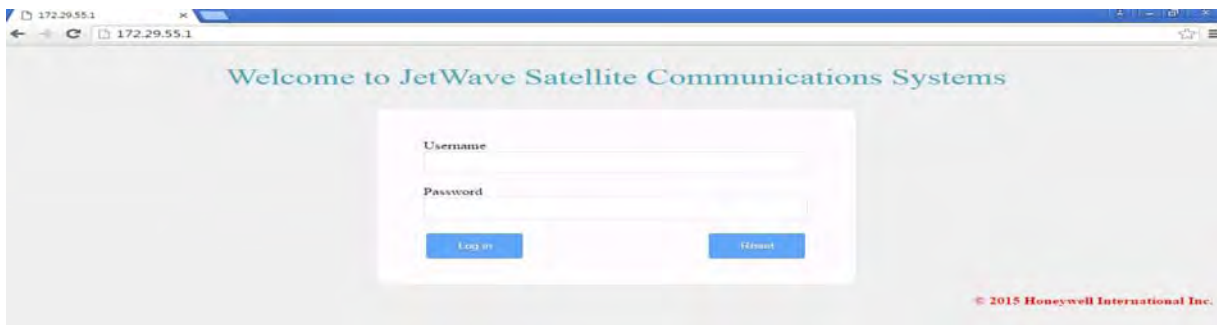 172.29.55.1
172.29.55.1
Welcome to JetWave Satellite Communications Systems
Username
Password
Log in
Reset
© 2015 Honeywell International Inc.